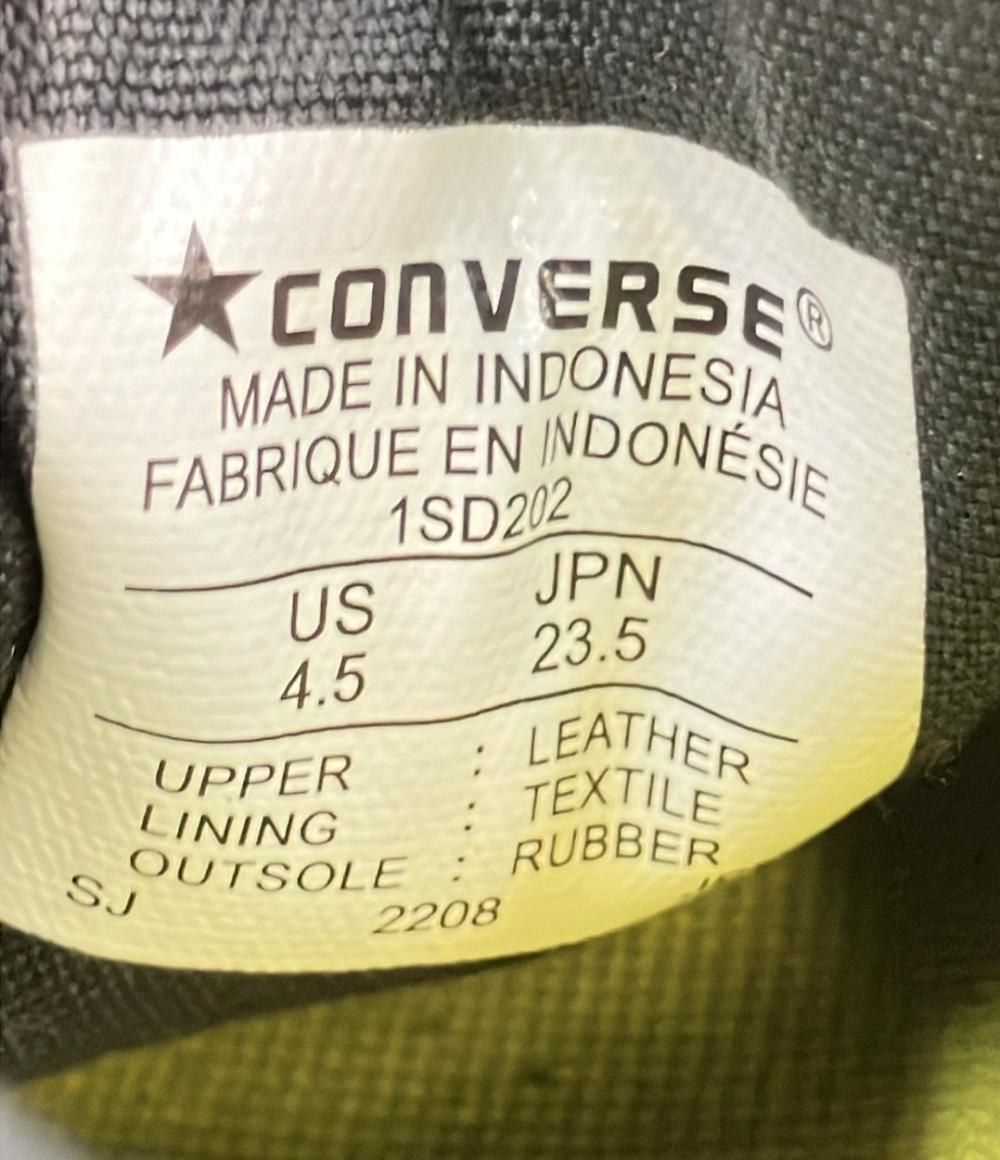 ★CONVERSE®
MADE IN INDONESIA
FABRIQUE EN INDONÉSIE
1SD202
US JPN
4.5 23.5
UPPER : LEATHER
LINING : TEXTILE
OUTSOLE : RUBBER
SJ 2208